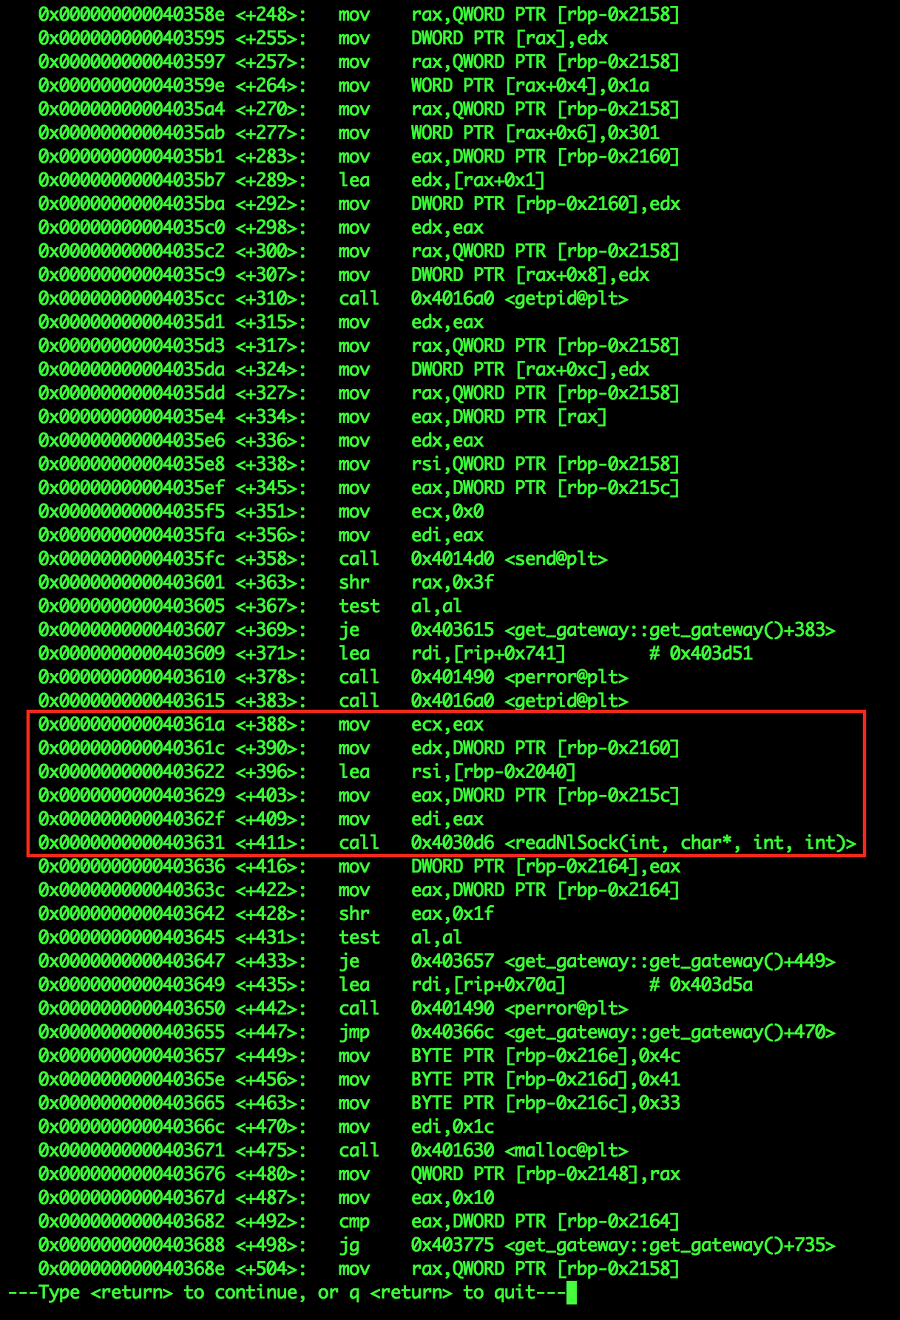 0x000000000040358e <+248>:   mov    rax,QWORD PTR [rbp-0x2158]
0x0000000000403595 <+255>:   mov    DWORD PTR [rax],edx
0x0000000000403597 <+257>:   mov    rax,QWORD PTR [rbp-0x2158]
0x000000000040359e <+264>:   mov    WORD PTR [rax+0x4],0x1a
0x00000000004035a4 <+270>:   mov    rax,QWORD PTR [rbp-0x2158]
0x00000000004035ab <+277>:   mov    WORD PTR [rax+0x6],0x301
0x00000000004035b1 <+283>:   mov    eax,DWORD PTR [rbp-0x2160]
0x00000000004035b7 <+289>:   lea    edx,[rax+0x1]
0x00000000004035ba <+292>:   mov    DWORD PTR [rbp-0x2160],edx
0x00000000004035c0 <+298>:   mov    edx,eax
0x00000000004035c2 <+300>:   mov    rax,QWORD PTR [rbp-0x2158]
0x00000000004035c9 <+307>:   mov    DWORD PTR [rax+0x8],edx
0x00000000004035cc <+310>:   call   0x4016a0 <getpid@plt>
0x00000000004035d1 <+315>:   mov    edx,eax
0x00000000004035d3 <+317>:   mov    rax,QWORD PTR [rbp-0x2158]
0x00000000004035da <+324>:   mov    DWORD PTR [rax+0xc],edx
0x00000000004035dd <+327>:   mov    rax,QWORD PTR [rbp-0x2158]
0x00000000004035e4 <+334>:   mov    eax,DWORD PTR [rax]
0x00000000004035e6 <+336>:   mov    edx,eax
0x00000000004035e8 <+338>:   mov    rsi,QWORD PTR [rbp-0x2158]
0x00000000004035ef <+345>:   mov    eax,DWORD PTR [rbp-0x215c]
0x00000000004035f5 <+351>:   mov    ecx,0x0
0x00000000004035fa <+356>:   mov    edi,eax
0x00000000004035fc <+358>:   call   0x4014d0 <send@plt>
0x0000000000403601 <+363>:   shr    rax,0x3f
0x0000000000403605 <+367>:   test   al,al
0x0000000000403607 <+369>:   je     0x403615 <get_gateway::get_gateway()+383>
0x0000000000403609 <+371>:   lea    rdi,[rip+0x741]        # 0x403d51
0x0000000000403610 <+378>:   call   0x401490 <perror@plt>
0x0000000000403615 <+383>:   call   0x4016a0 <getpid@plt>
0x000000000040361a <+388>:   mov    ecx,eax
0x000000000040361c <+390>:   mov    edx,DWORD PTR [rbp-0x2160]
0x0000000000403622 <+396>:   lea    rsi,[rbp-0x2040]
0x0000000000403629 <+403>:   mov    eax,DWORD PTR [rbp-0x215c]
0x000000000040362f <+409>:   mov    edi,eax
0x0000000000403631 <+411>:   call   0x4030d6 <readNlSock(int, char*, int, int)>
0x0000000000403636 <+416>:   mov    DWORD PTR [rbp-0x2164],eax
0x000000000040363c <+422>:   mov    eax,DWORD PTR [rbp-0x2164]
0x0000000000403642 <+428>:   shr    eax,0x1f
0x0000000000403645 <+431>:   test   al,al
0x0000000000403647 <+433>:   je     0x403657 <get_gateway::get_gateway()+449>
0x0000000000403649 <+435>:   lea    rdi,[rip+0x70a]        # 0x403d5a
0x0000000000403650 <+442>:   call   0x401490 <perror@plt>
0x0000000000403655 <+447>:   jmp    0x40366c <get_gateway::get_gateway()+470>
0x0000000000403657 <+449>:   mov    BYTE PTR [rbp-0x216e],0x4c
0x000000000040365e <+456>:   mov    BYTE PTR [rbp-0x216d],0x41
0x0000000000403665 <+463>:   mov    BYTE PTR [rbp-0x216c],0x33
0x000000000040366c <+470>:   mov    edi,0x1c
0x0000000000403671 <+475>:   call   0x401630 <malloc@plt>
0x0000000000403676 <+480>:   mov    QWORD PTR [rbp-0x2148],rax
0x000000000040367d <+487>:   mov    eax,0x10
0x0000000000403682 <+492>:   cmp    eax,DWORD PTR [rbp-0x2164]
0x0000000000403688 <+498>:   jg     0x403775 <get_gateway::get_gateway()+735>
0x000000000040368e <+504>:   mov    rax,QWORD PTR [rbp-0x2158]
---Type <return> to continue, or q <return> to quit---